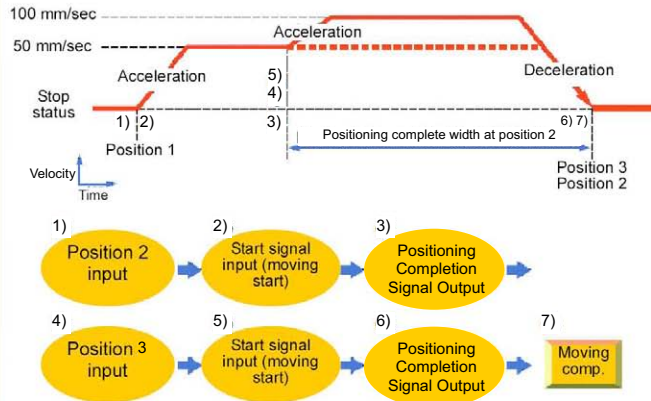 100 mm/sec
50 mm/sec
Acceleration
Acceleration
Deceleration
Stop
status
5)
4)
1) 2)
3)
6) 7)
Position 1
Positioning complete width at position 2
Position 3
Position 2
Velocity
Time
1)
Position 2
input
2)
Start signal
input (moving
start)
3)
Positioning
Completion
Signal Output
4)
Position 3
input
5)
Start signal
input (moving
start)
6)
Positioning
Completion
Signal Output
7)
Moving
comp.